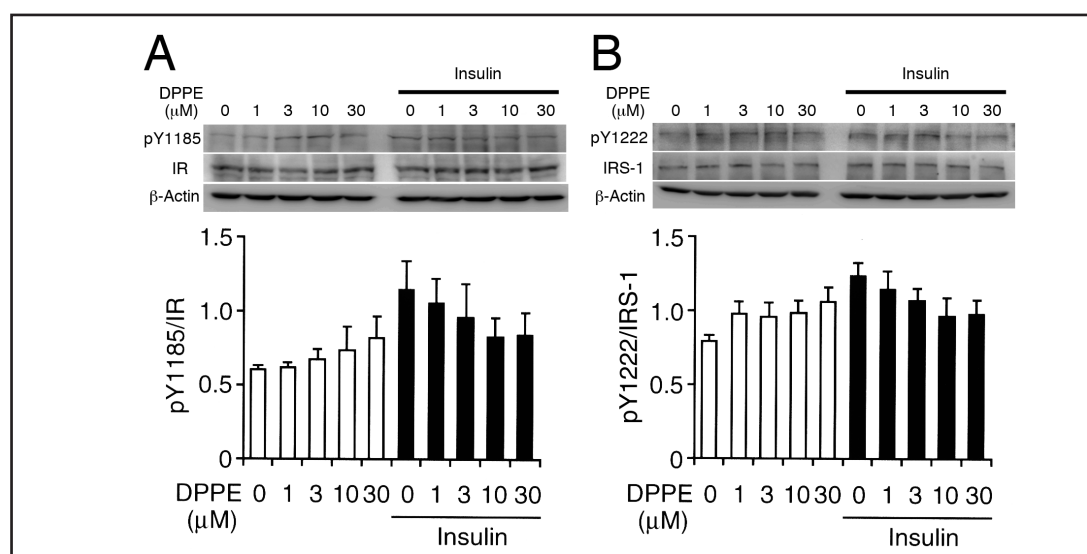 A
Insulin
DPPE
(μM) 0 1 3 10 30 0 1 3 10 30
pY1185
IR
β-Actin
1.5
1.0
0.5
0
pY1185/IR
DPPE 0 1 3 10 30 0 1 3 10 30
(μM)
Insulin
B
Insulin
DPPE
(μM) 0 1 3 10 30 0 1 3 10 30
pY1222
IRS-1
β-Actin
1.5
1.0
0.5
0
pY1222/IRS-1
DPPE 0 1 3 10 30 0 1 3 10 30
(μM)
Insulin